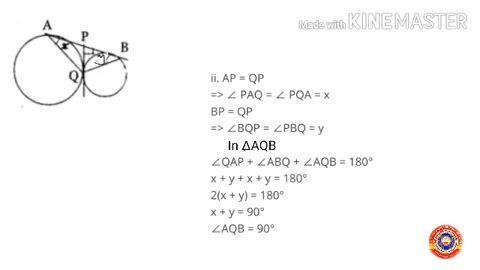 Made with KINEMASTER
A
P
B
x
y
Q
ii. AP = QP
=> ∠ PAQ = ∠ PQA = x
BP = QP
=> ∠BQP = ∠PBQ = y
In ΔAQB
∠QAP + ∠ABQ + ∠AQB = 180°
x + y + x + y = 180°
2(x + y) = 180°
x + y = 90°
∠AQB = 90°